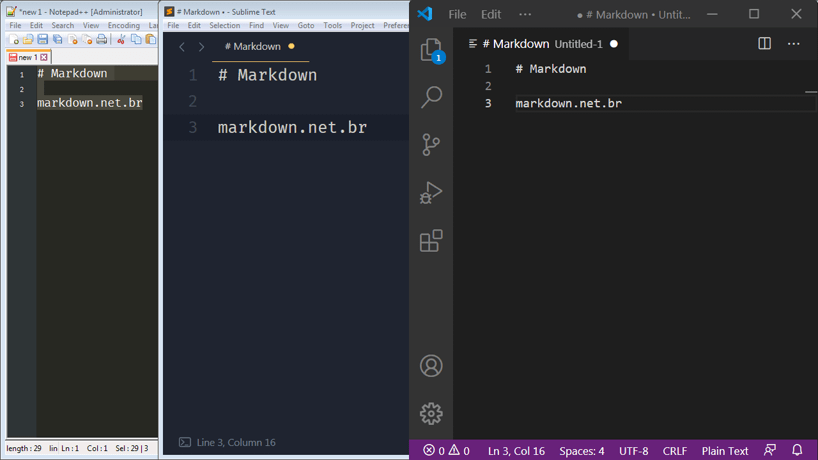 *new 1 - Notepad++ [Administrator]
File Edit Search View Encoding La
new 1
1 # Markdown
2
3 markdown.net.br
length : 29 lin Ln : 1 Col : 1 Sel : 29 | 3
# Markdown • - Sublime Text
File Edit Selection Find View Goto Tools Project Prefere
# Markdown
1 # Markdown
2
3 markdown.net.br
Line 3, Column 16
File Edit ··· ● # Markdown • Untit...
1
# Markdown Untitled-1
1 # Markdown
2
3 markdown.net.br
0 0 Ln 3, Col 16 Spaces: 4 UTF-8 CRLF Plain Text